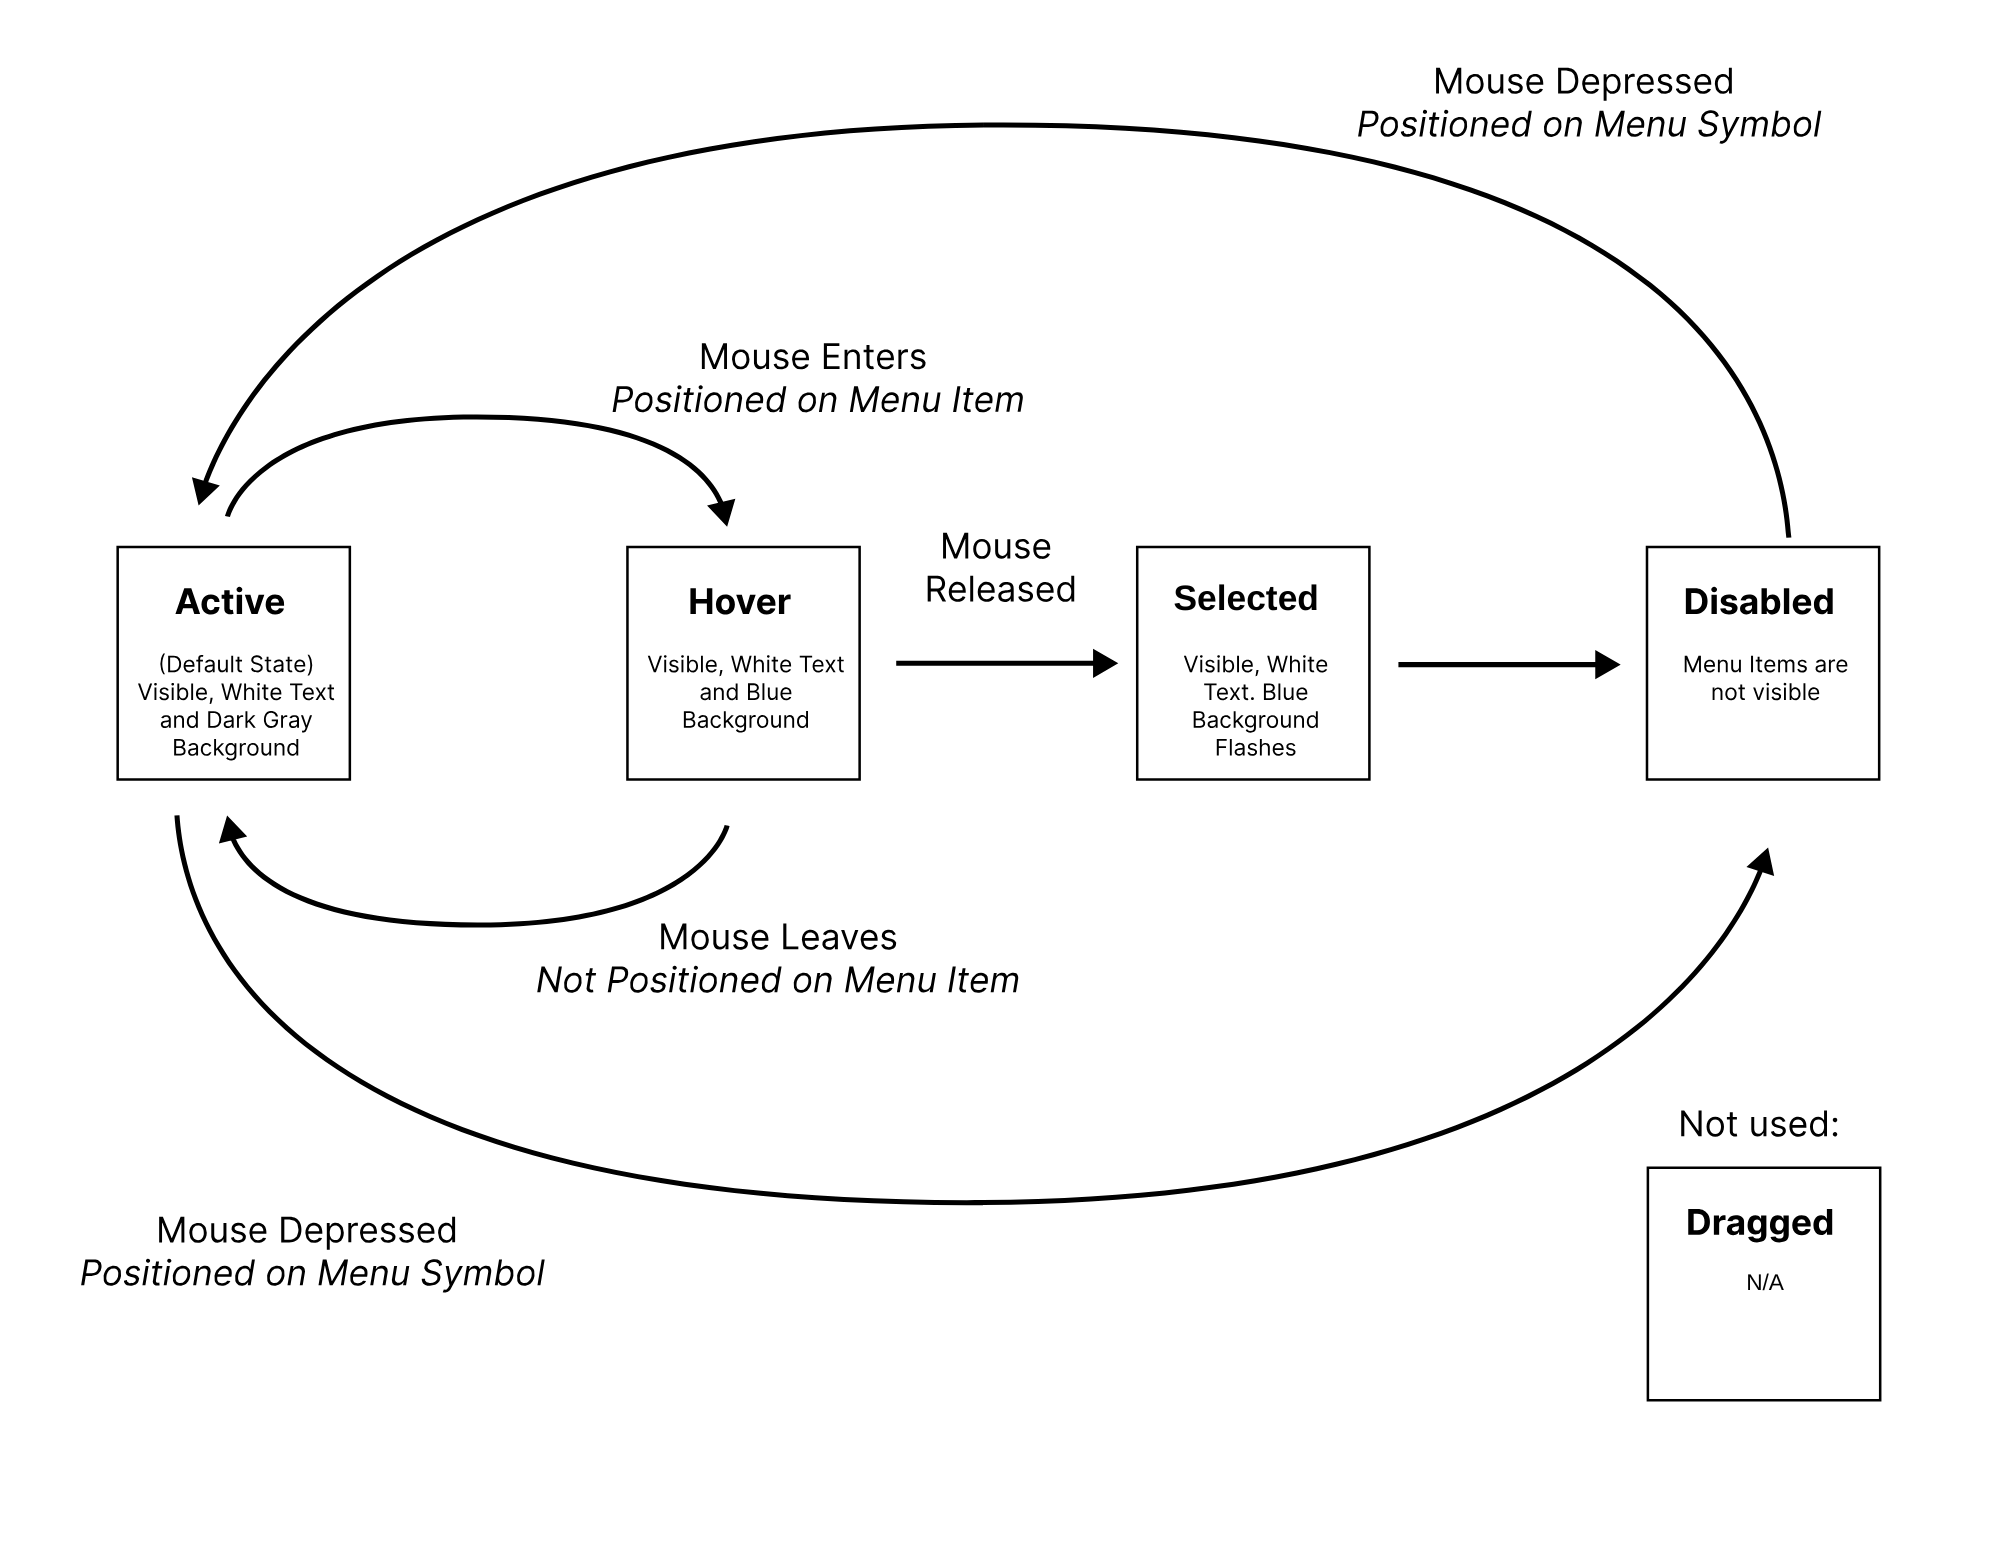 Mouse Depressed
Positioned on Menu Symbol
Mouse Enters
Positioned on Menu Item
Mouse
Released
Active
(Default State)
Visible, White Text
and Dark Gray
Background
Hover
Visible, White Text
and Blue
Background
Selected
Visible, White
Text. Blue
Background
Flashes
Disabled
Menu Items are
not visible
Mouse Leaves
Not Positioned on Menu Item
Mouse Depressed
Positioned on Menu Symbol
Not used:
Dragged
N/A